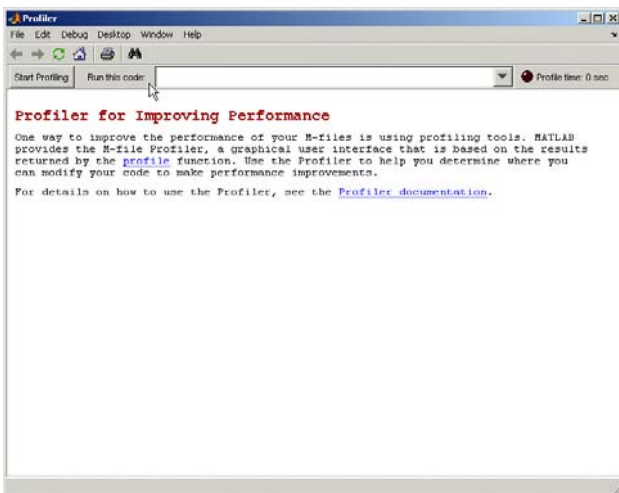 Profiler
File Edit Debug Desktop Window Help
Start Profiling Run this code: Profile time: 0 sec
Profiler for Improving Performance
One way to improve the performance of your M-files is using profiling tools. MATLAB
provides the M-file Profiler, a graphical user interface that is based on the results
returned by the profile function. Use the Profiler to help you determine where you
can modify your code to make performance improvements.
For details on how to use the Profiler, see the Profiler documentation.